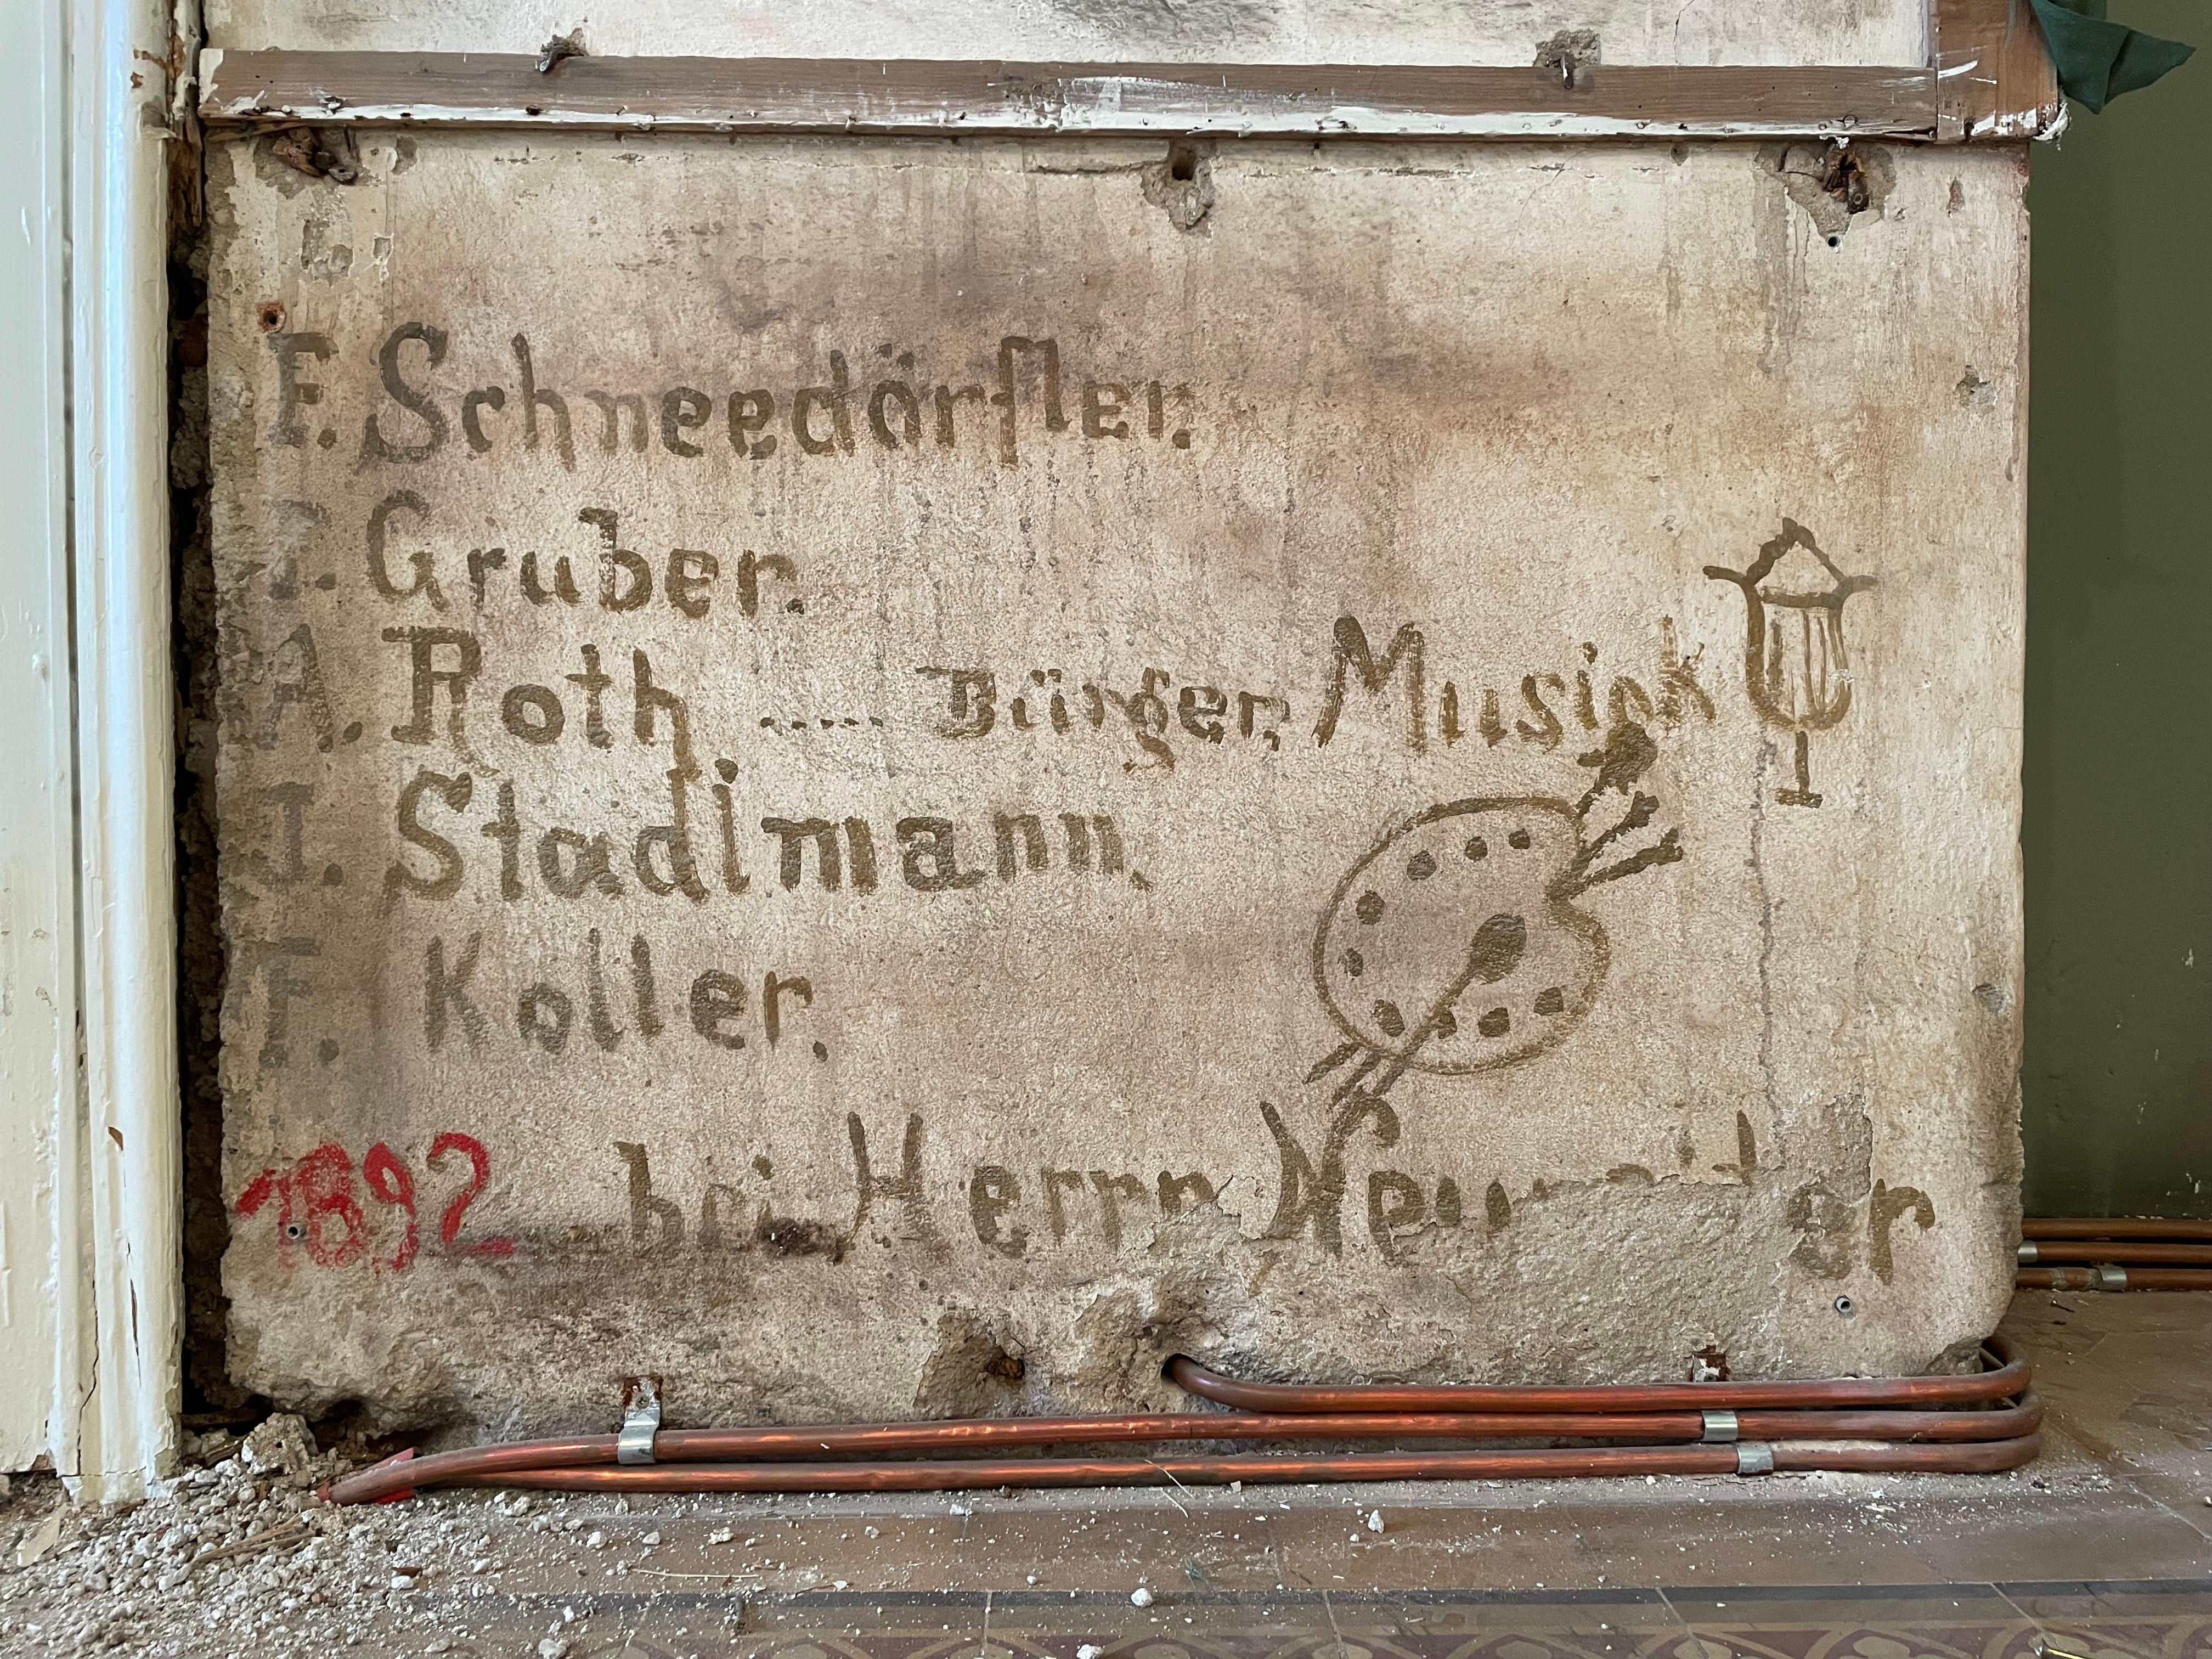 F. Schneedörfler.
Gruber.
A. Roth ..... Bürger, Musick
J. Stadlmann.
F. Koller.
1892 bei Herrn